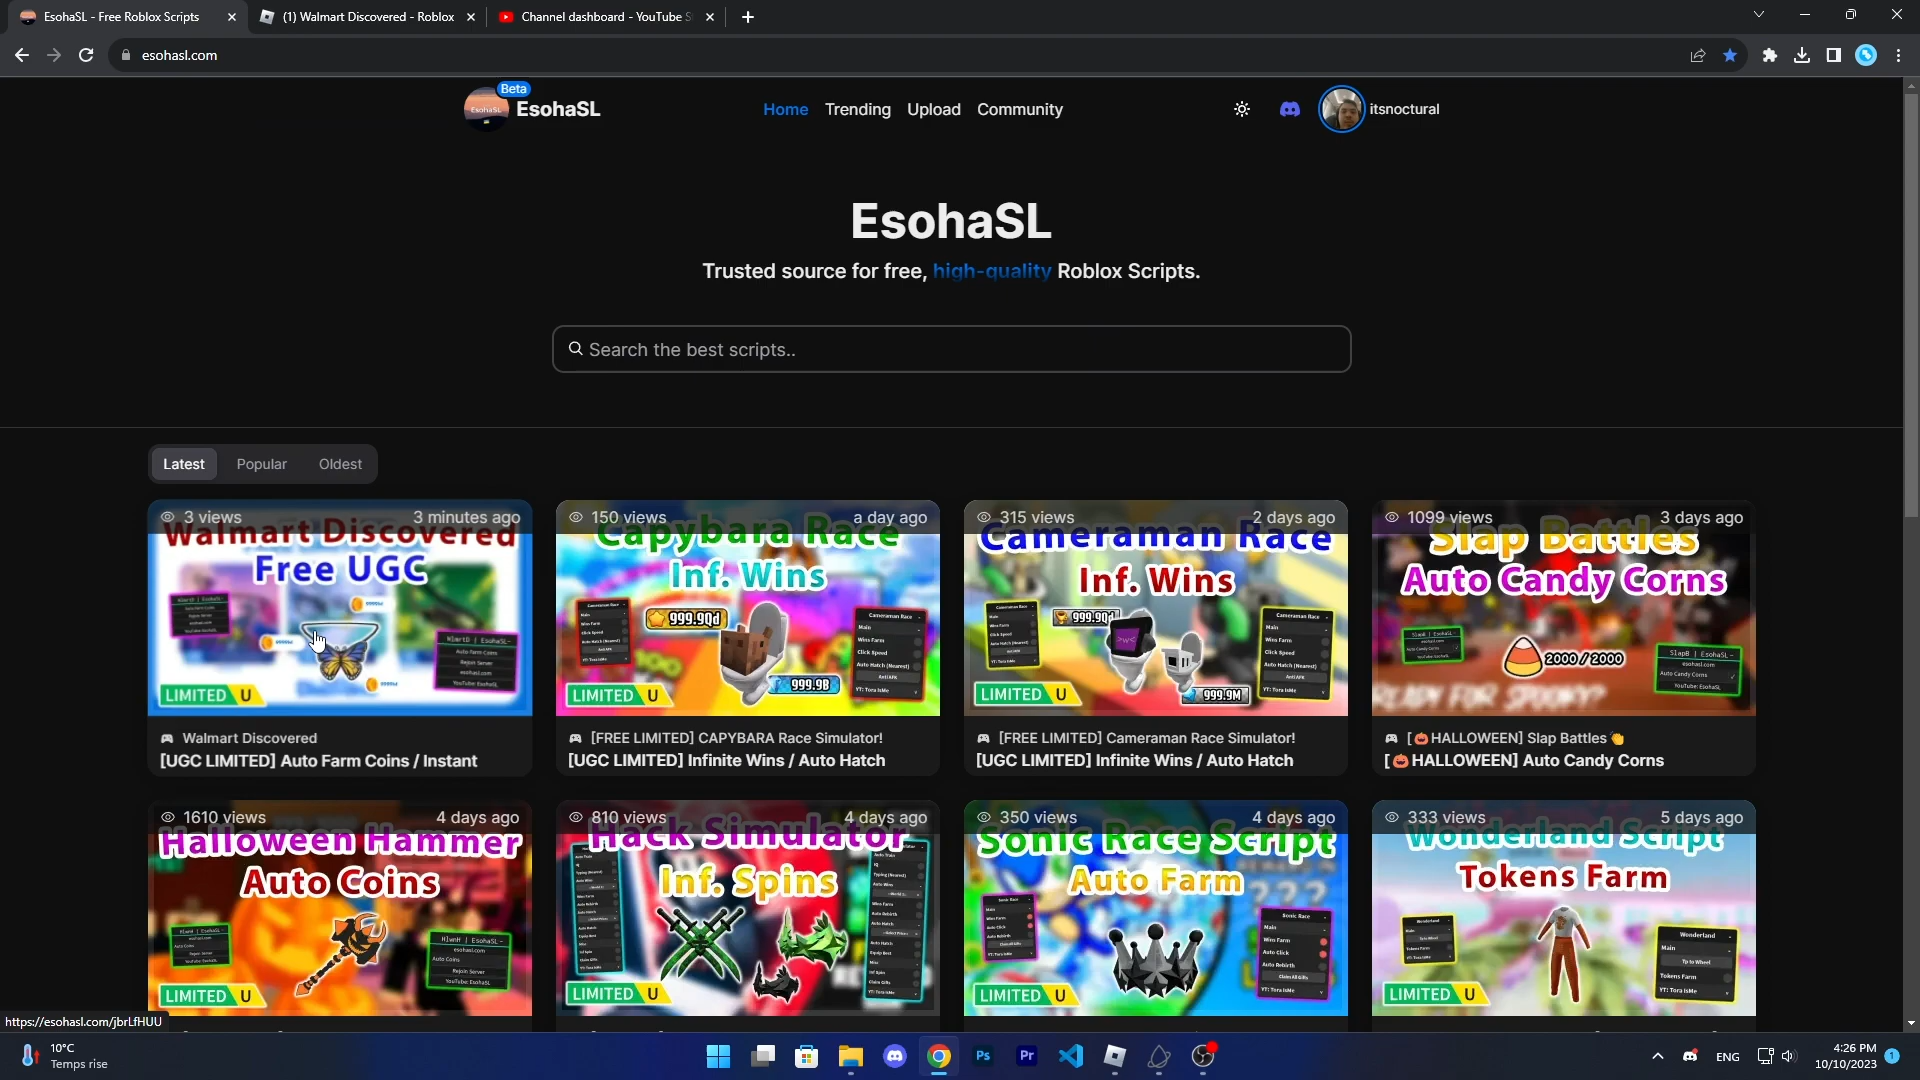 EsohaSL - Free Roblox Scripts
(1) Walmart Discovered - Roblox
Channel dashboard - YouTube S
esohasl.com
Beta
EsohaSL
Home
Trending
Upload
Community
itsnoctural
EsohaSL
Trusted source for free, high-quality Roblox Scripts.
Search the best scripts..
Latest
Popular
Oldest
3 views
3 minutes ago
Walmart Discovered
Free UGC
LIMITED U
Walmart Discovered
[UGC LIMITED] Auto Farm Coins / Instant
150 views
a day ago
Capybara Race
Inf. Wins
999.9Qd
999.9B
LIMITED U
[FREE LIMITED] CAPYBARA Race Simulator!
[UGC LIMITED] Infinite Wins / Auto Hatch
315 views
2 days ago
Cameraman Race
Inf. Wins
999.9Qd
999.9M
LIMITED U
[FREE LIMITED] Cameraman Race Simulator!
[UGC LIMITED] Infinite Wins / Auto Hatch
1099 views
3 days ago
Slap Battles
Auto Candy Corns
2000 / 2000
READY FOR SPOOKY?
[🎃HALLOWEEN] Slap Battles👏
[🎃HALLOWEEN] Auto Candy Corns
1610 views
4 days ago
Halloween Hammer
Auto Coins
LIMITED U
810 views
4 days ago
Hack Simulator
Inf. Spins
LIMITED U
350 views
4 days ago
Sonic Race Script
Auto Farm
???
LIMITED U
333 views
5 days ago
Wonderland Script
Tokens Farm
LIMITED U
https://esohasl.com/jbrLfHUU
10°C
Temps rise
Ps
Pr
ENG
4:26 PM
10/10/2023
1